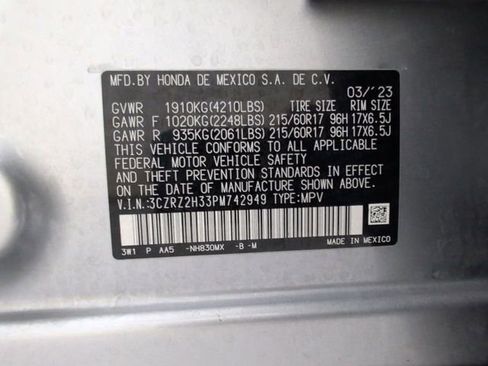 MFD.BY HONDA DE MEXICO S.A. DE C.V.
03/'23
GVWR 1910KG(4210LBS) TIRE SIZE RIM SIZE
GAWR F 1020KG(2248LBS) 215/60R17 96H 17X6.5J
GAWR R 935KG(2061LBS) 215/60R17 96H 17X6.5J
THIS VEHICLE CONFORMS TO ALL APPLICABLE
FEDERAL MOTOR VEHICLE SAFETY
AND THEFT PREVENTION STANDARDS IN EFFECT
ON THE DATE OF MANUFACTURE SHOWN ABOVE.
V.I.N.:3CZRZ2H33PM742949 TYPE:MPV
3W1 P AA5 -NH830MX -B -M
MADE IN MEXICO